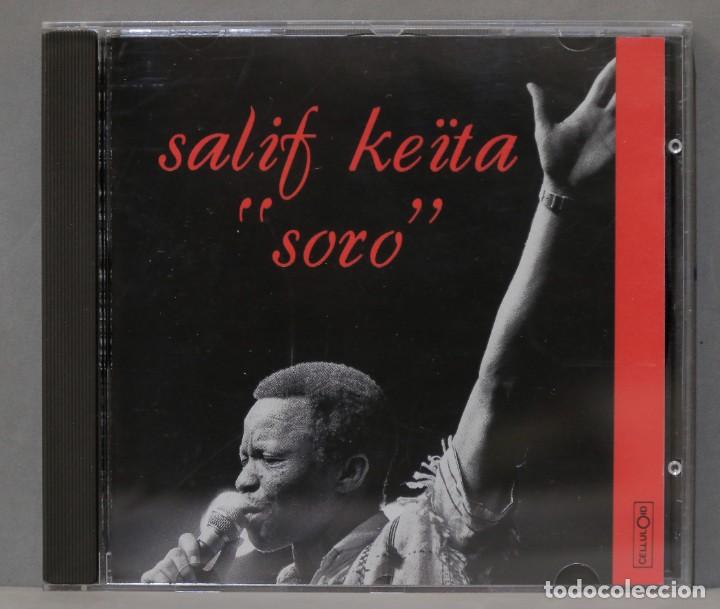 salif keïta
"soro"
CELLULOID
todocoleccion